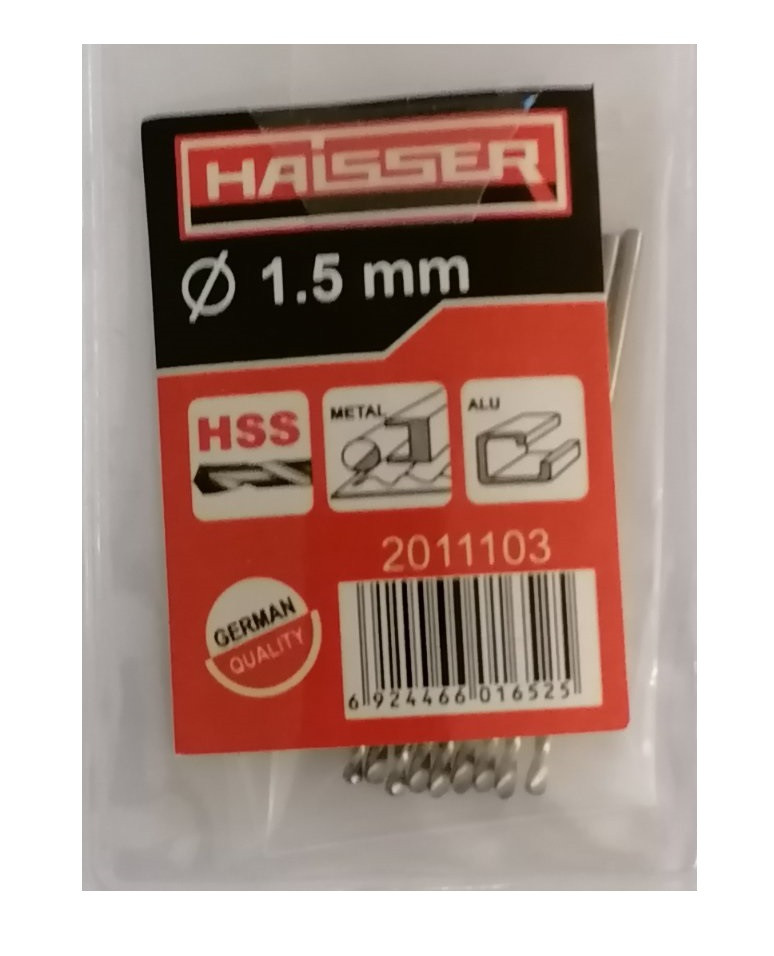 HAISSER
Ø 1.5 mm
HSS
METAL
ALU
2011103
GERMAN
QUALITY
6 924466 016525